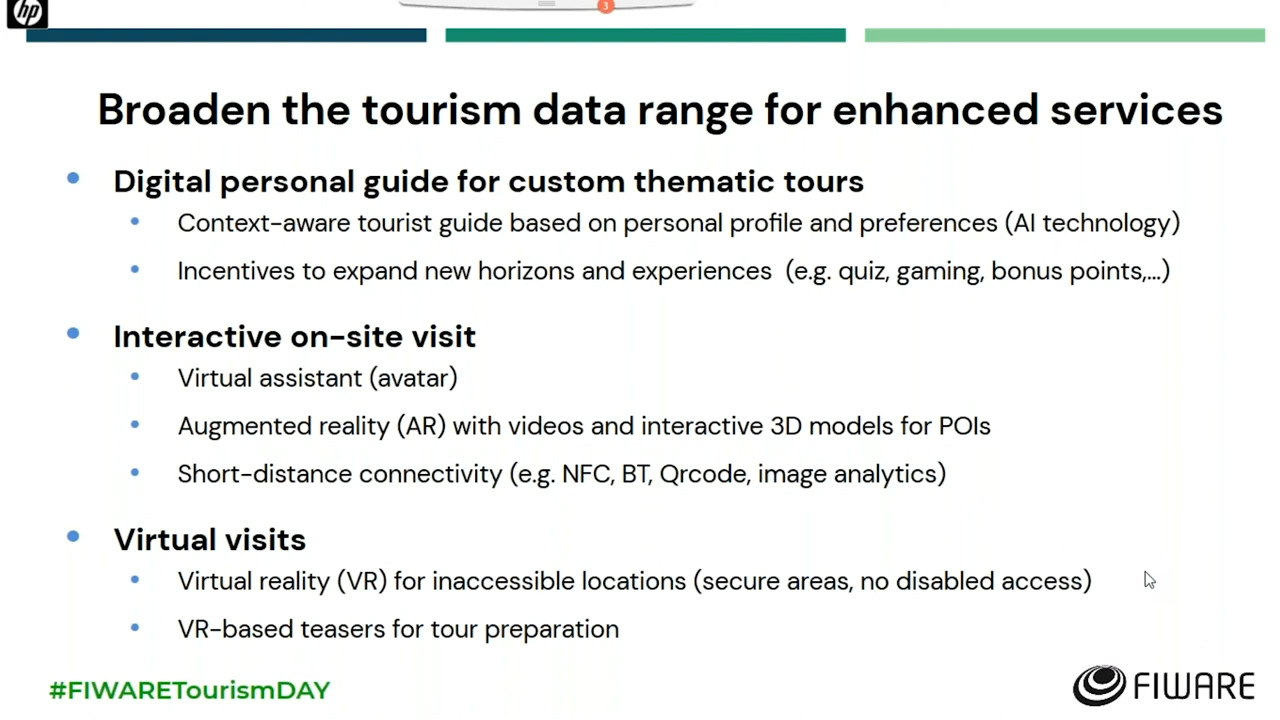 hp
3
Broaden the tourism data range for enhanced services
• Digital personal guide for custom thematic tours
• Context-aware tourist guide based on personal profile and preferences (AI technology)
• Incentives to expand new horizons and experiences (e.g. quiz, gaming, bonus points,...)
• Interactive on-site visit
• Virtual assistant (avatar)
• Augmented reality (AR) with videos and interactive 3D models for POIs
• Short-distance connectivity (e.g. NFC, BT, Qrcode, image analytics)
• Virtual visits
• Virtual reality (VR) for inaccessible locations (secure areas, no disabled access)
• VR-based teasers for tour preparation
#FIWARETourismDAY
FIWARE